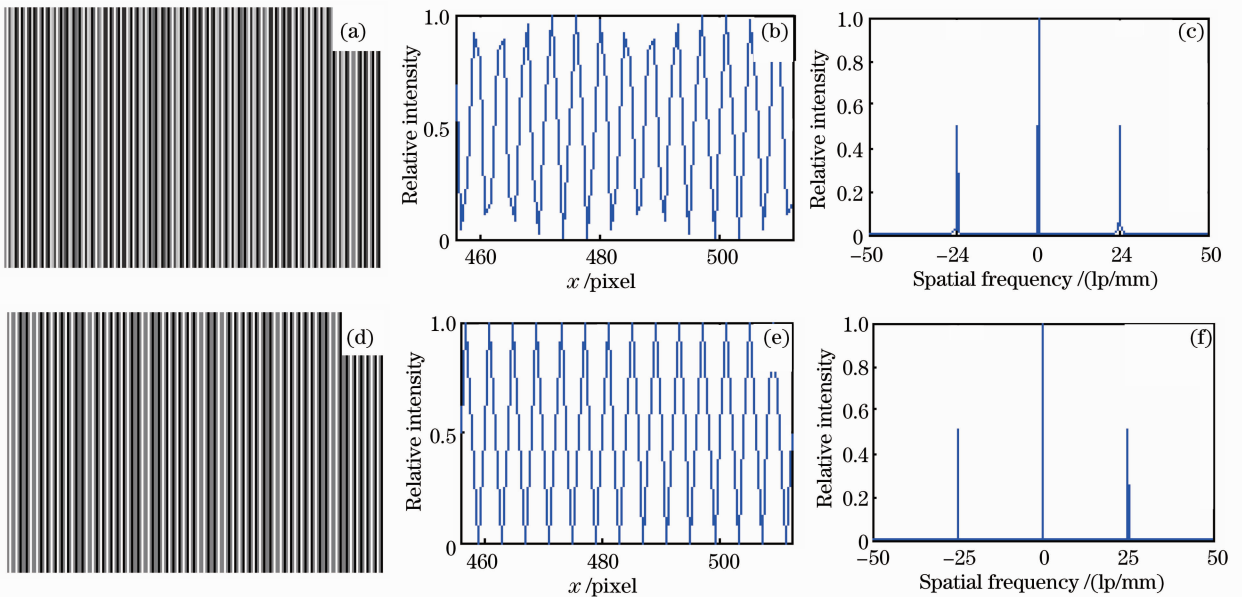 (a)
(b)
Relative intensity
1.0
0.5
0
460
480
500
x /pixel
(c)
Relative intensity
1.0
0.8
0.6
0.4
0.2
0
−50
−24
0
24
50
Spatial frequency /(lp/mm)
(d)
(e)
Relative intensity
1.0
0.5
0
460
480
500
x /pixel
(f)
Relative intensity
1.0
0.8
0.6
0.4
0.2
0
−50
−25
0
25
50
Spatial frequency /(lp/mm)